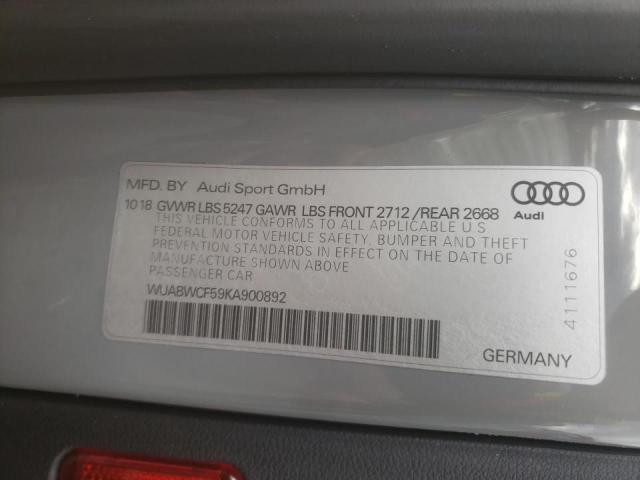 MFD. BY Audi Sport GmbH
1018 GVWR LBS 5247 GAWR LBS FRONT 2712 / REAR 2668
THIS VEHICLE CONFORMS TO ALL APPLICABLE U.S
FEDERAL MOTOR VEHICLE SAFETY, BUMPER AND THEFT
PREVENTION STANDARDS IN EFFECT ON THE DATE OF
MANUFACTURE SHOWN ABOVE
PASSENGER CAR
WUABWCF59KA900892
Audi
4111676
GERMANY